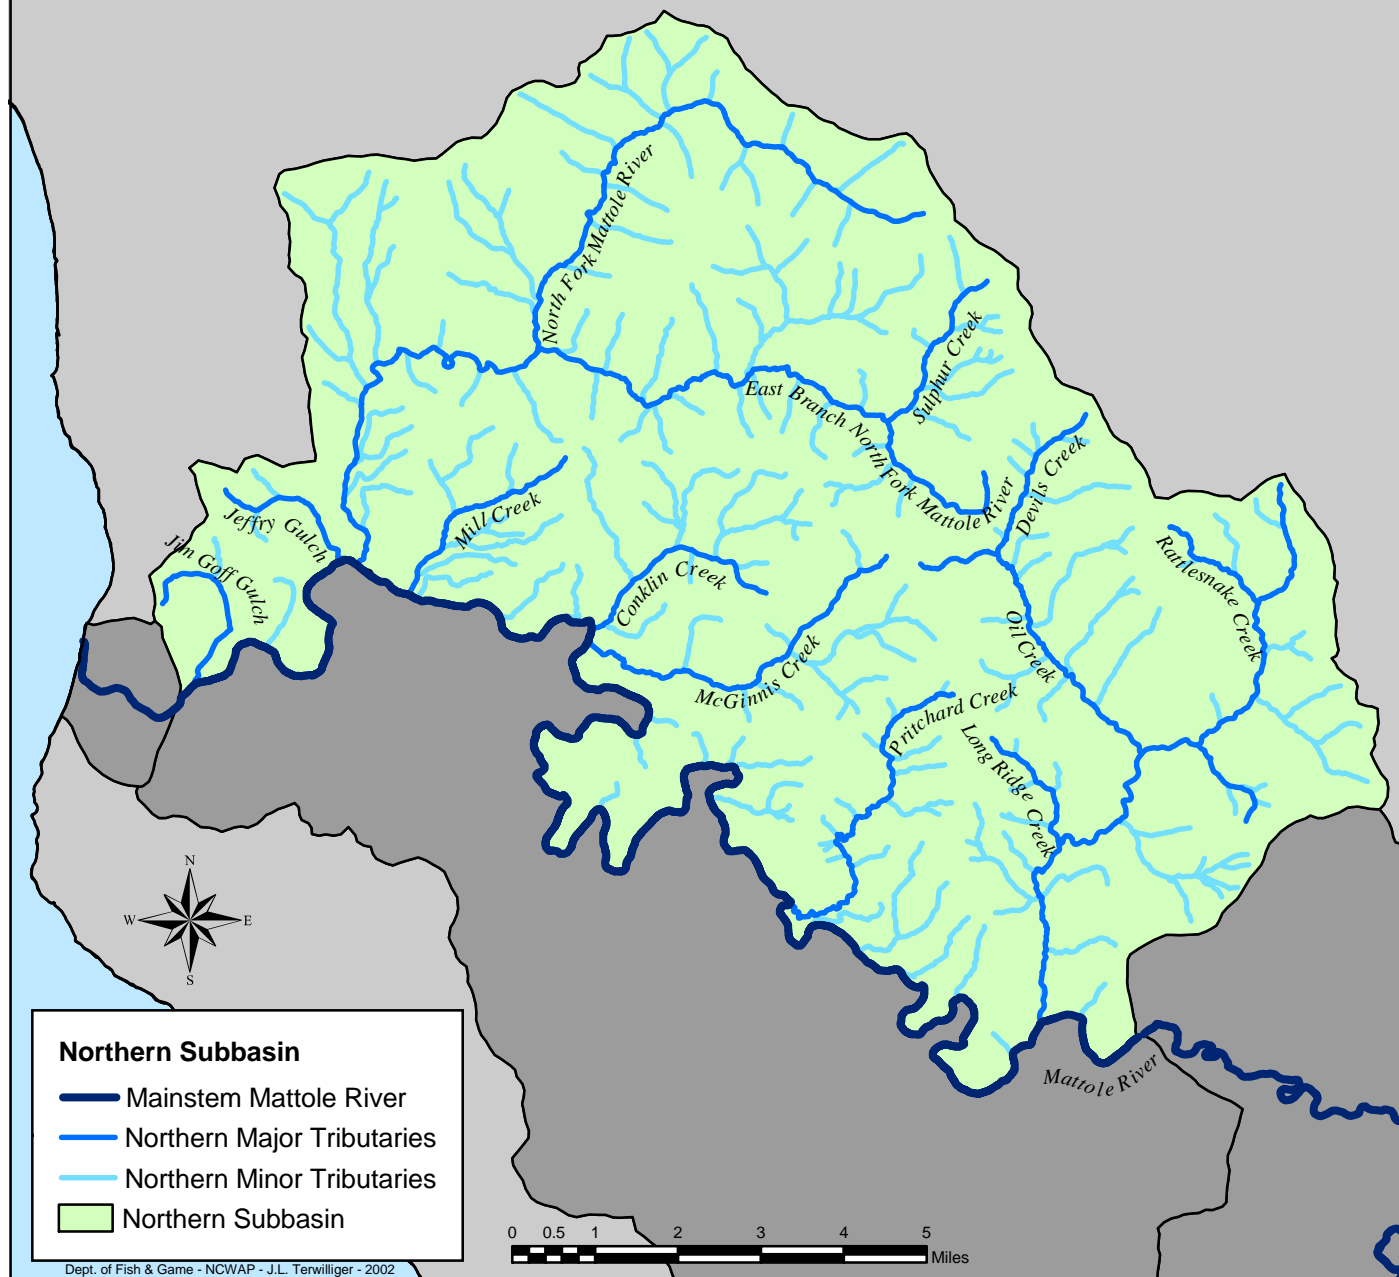 North Fork Mattole River
Sulphur Creek
East Branch North Fork Mattole River
Devils Creek
Mill Creek
Jeffry Gulch
Jim Goff Gulch
Rattlesnake Creek
Conklin Creek
Oil Creek
McGinnis Creek
Pritchard Creek
Long Ridge Creek
N
W
E
S
Mattole River
Northern Subbasin
Mainstem Mattole River
Northern Major Tributaries
Northern Minor Tributaries
Northern Subbasin
0 0.5 1 2 3 4 5
Miles
Dept. of Fish & Game - NCWAP - J.L. Terwilliger - 2002